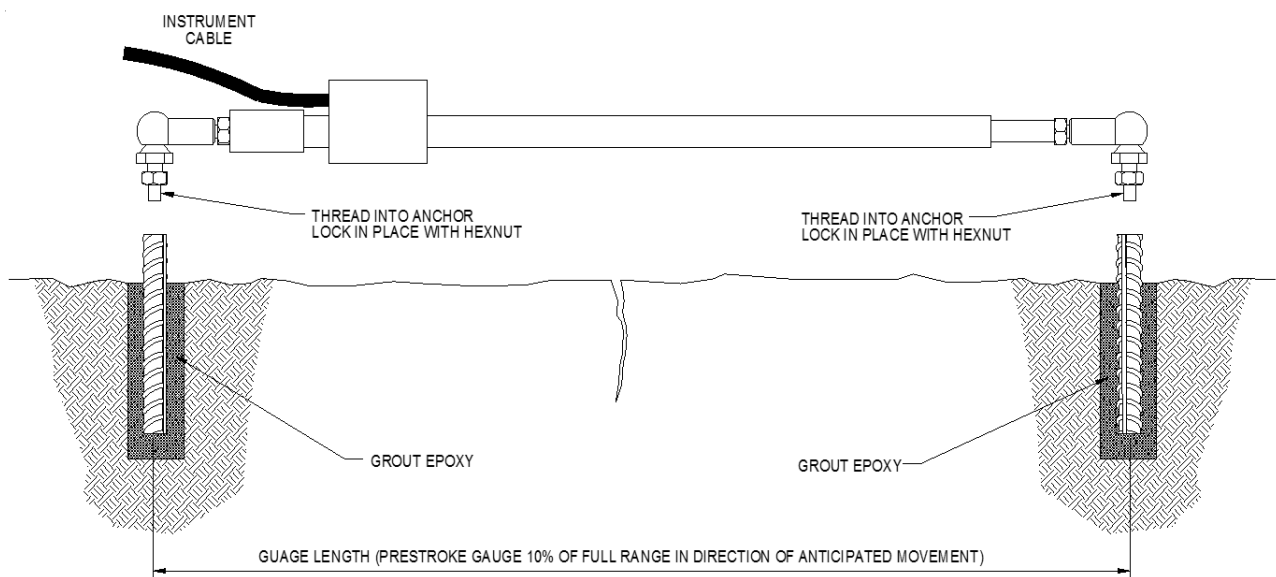 INSTRUMENT
CABLE
THREAD INTO ANCHOR
LOCK IN PLACE WITH HEXNUT
THREAD INTO ANCHOR
LOCK IN PLACE WITH HEXNUT
GROUT EPOXY
GROUT EPOXY
GUAGE LENGTH (PRESTROKE GAUGE 10% OF FULL RANGE IN DIRECTION OF ANTICIPATED MOVEMENT)